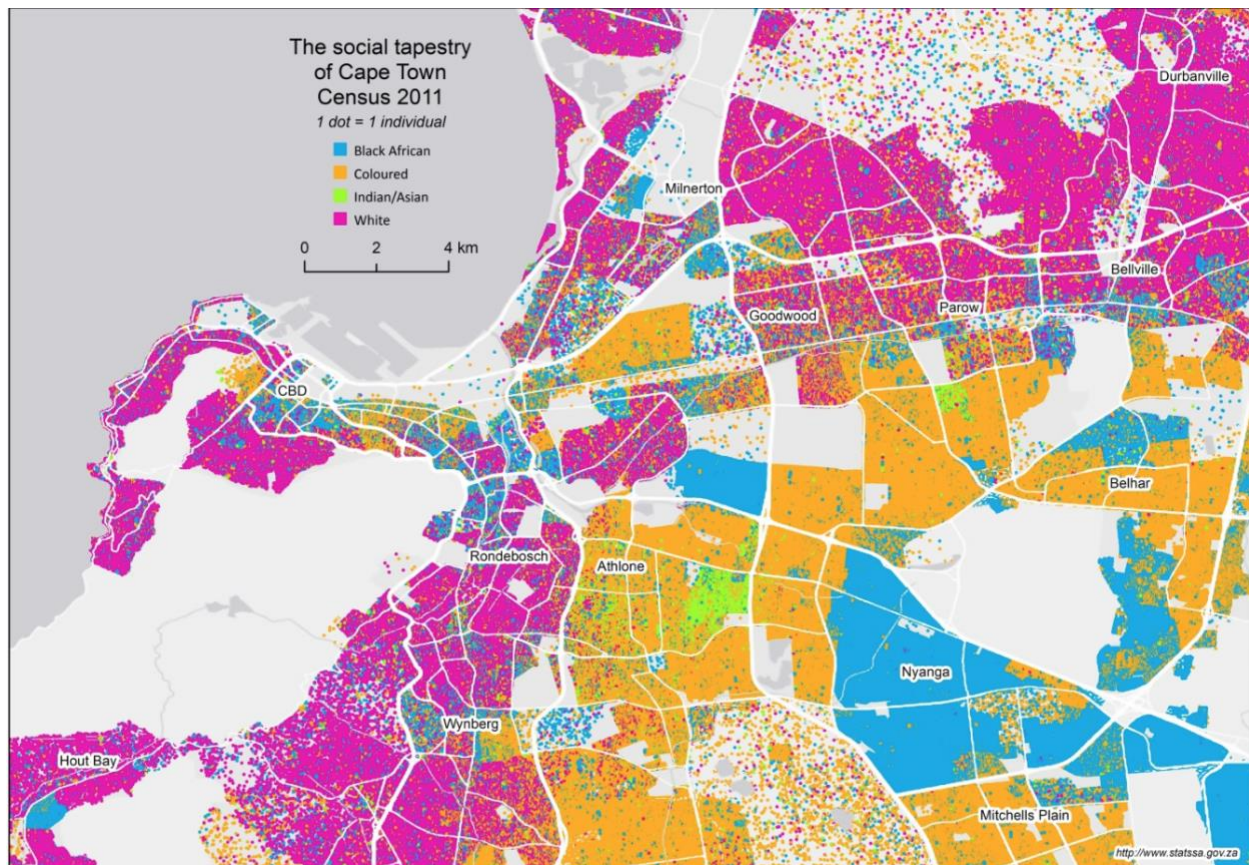 The social tapestry
of Cape Town
Census 2011
1 dot = 1 individual
Black African
Coloured
Indian/Asian
White
0 2 4 km
Durbanville
Milnerton
Bellville
Goodwood
Parow
CBD
Belhar
Rondebosch
Athlone
Nyanga
Wynberg
Hout Bay
Mitchells Plain
http://www.statssa.gov.za